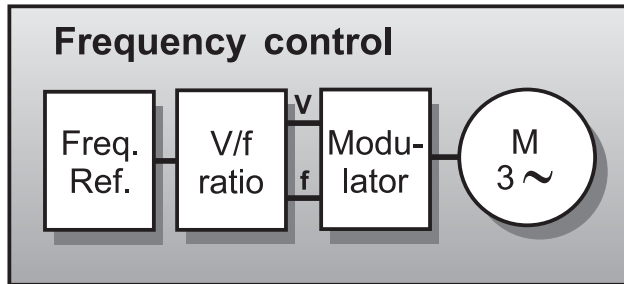 Frequency control
Freq.
Ref.
V/f
ratio
V
f
Modu-
lator
M
3 ~